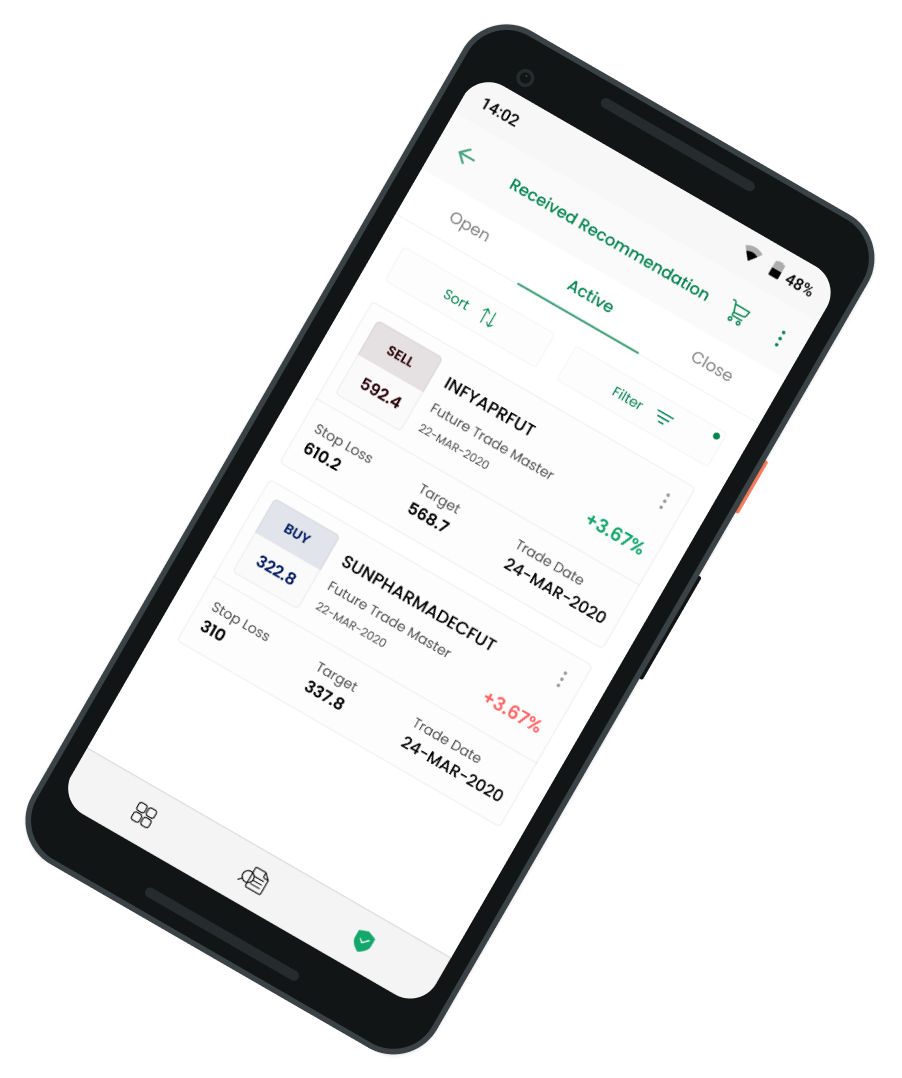 14:02
48%
Received Recommendation
Open
Active
Close
Sort
Filter
SELL
592.4
INFYAPRFUT
Future Trade Master
22-MAR-2020
+3.67%
Stop Loss
610.2
Target
568.7
Trade Date
24-MAR-2020
BUY
322.8
SUNPHARMADECFUT
Future Trade Master
22-MAR-2020
+3.67%
Stop Loss
310
Target
337.8
Trade Date
24-MAR-2020